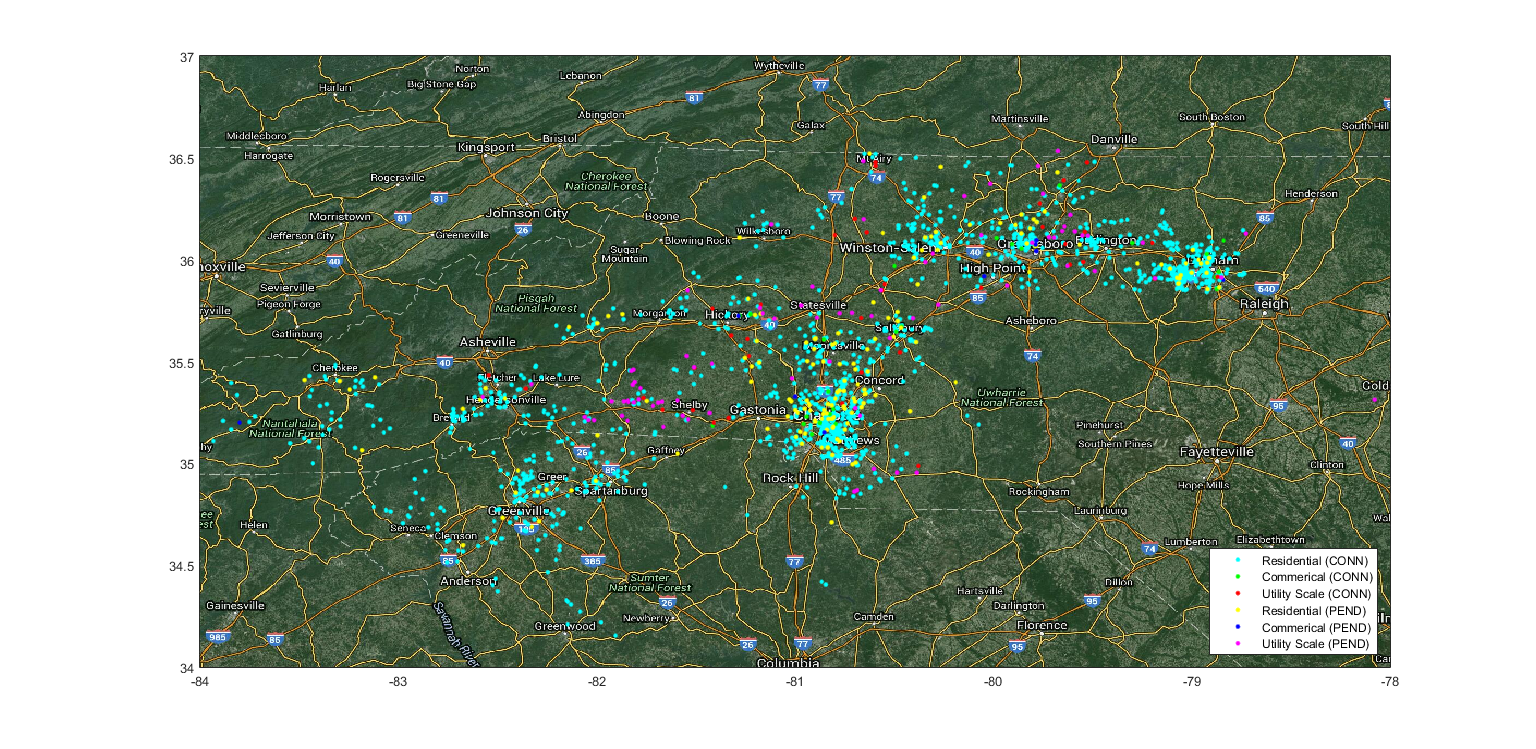 37
Norton
Wytheville
Harlan
Big Stone Gap
Lebanon
77
81
Abingdon
Galax
Martinsville
South Boston
South Hill
Middlesboro
Bristol
Danville
Kingsport
Harrogate
36.5
Mt Airy
74
Rogersville
Cherokee
National Forest
81
77
Henderson
Morristown
81
Johnson City
Boone
85
26
Jefferson City
Greeneville
Blowing Rock
Wilkesboro
Winston-Salem
Greensboro
Burlington
Sugar
Mountain
40
36
40
oxville
High Point
Durham
Sevierville
Pigeon Forge
Pisgah
National Forest
Statesville
85
640
Raleigh
ryville
Morganton
Hickory
40
Asheboro
Gatlinburg
Salisbury
Asheville
Mooresville
74
35.5
40
Cherokee
Fletcher
Lake Lure
Concord
Gold
Hendersonville
Shelby
Gastonia
Charlotte
Uwharrie
National Forest
95
Brevard
Nantahala
National Forest
Pinehurst
hy
Matthews
Southern Pines
40
26
Gaffney
Fayetteville
35
85
485
Clinton
Greer
Rock Hill
Spartanburg
Rockingham
Hope Mills
Greenville
Laurinburg
ee
est
Helen
Seneca
Clemson
185
Wal
Lumberton
Elizabethtown
74
34.5
85
385
77
Anderson
Sumter
National Forest
Dillon
Hartsville
Gainesville
26
95
Darlington
Savannah River
Newberry
Camden
Greenwood
Florence
985
85
26
77
95
Columbia
34
-84
-83
-82
-81
-80
-79
-78
Residential (CONN)
Commerical (CONN)
Utility Scale (CONN)
Residential (PEND)
Commerical (PEND)
Utility Scale (PEND)